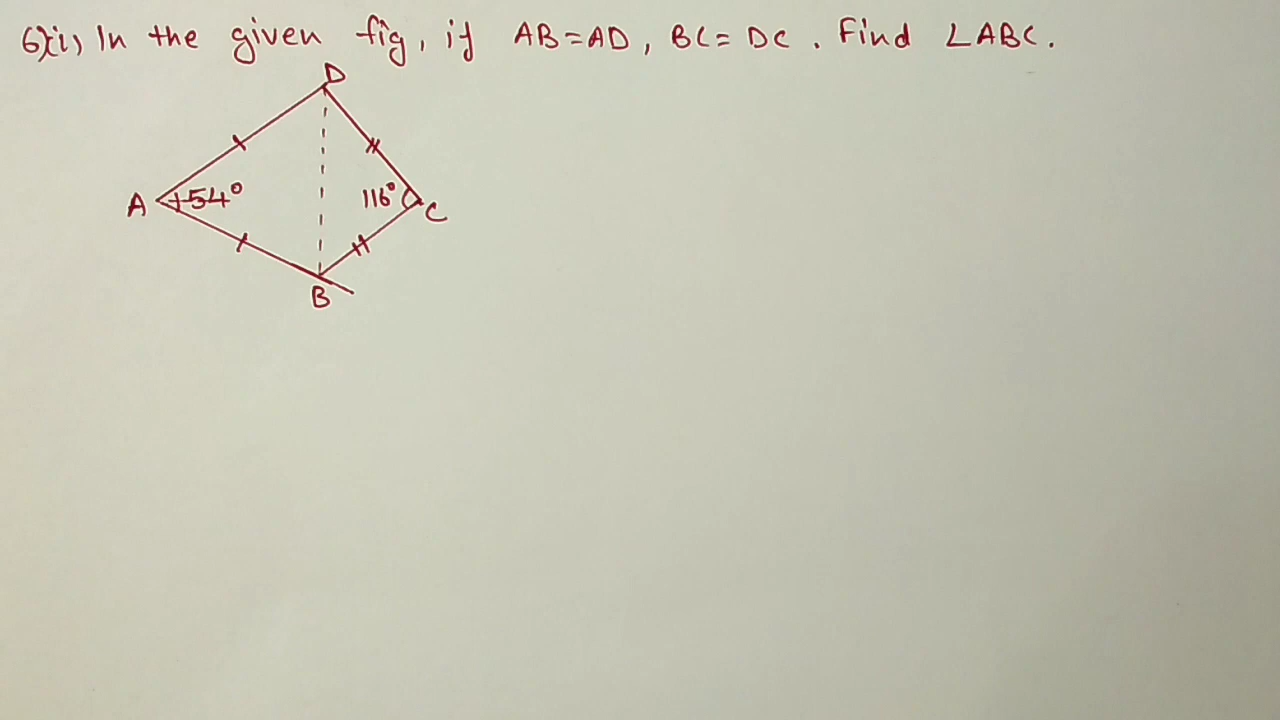 6)(i) In the given fig, if AB=AD, BC=DC. Find ∠ABC.
D
A
54°
116°
C
B